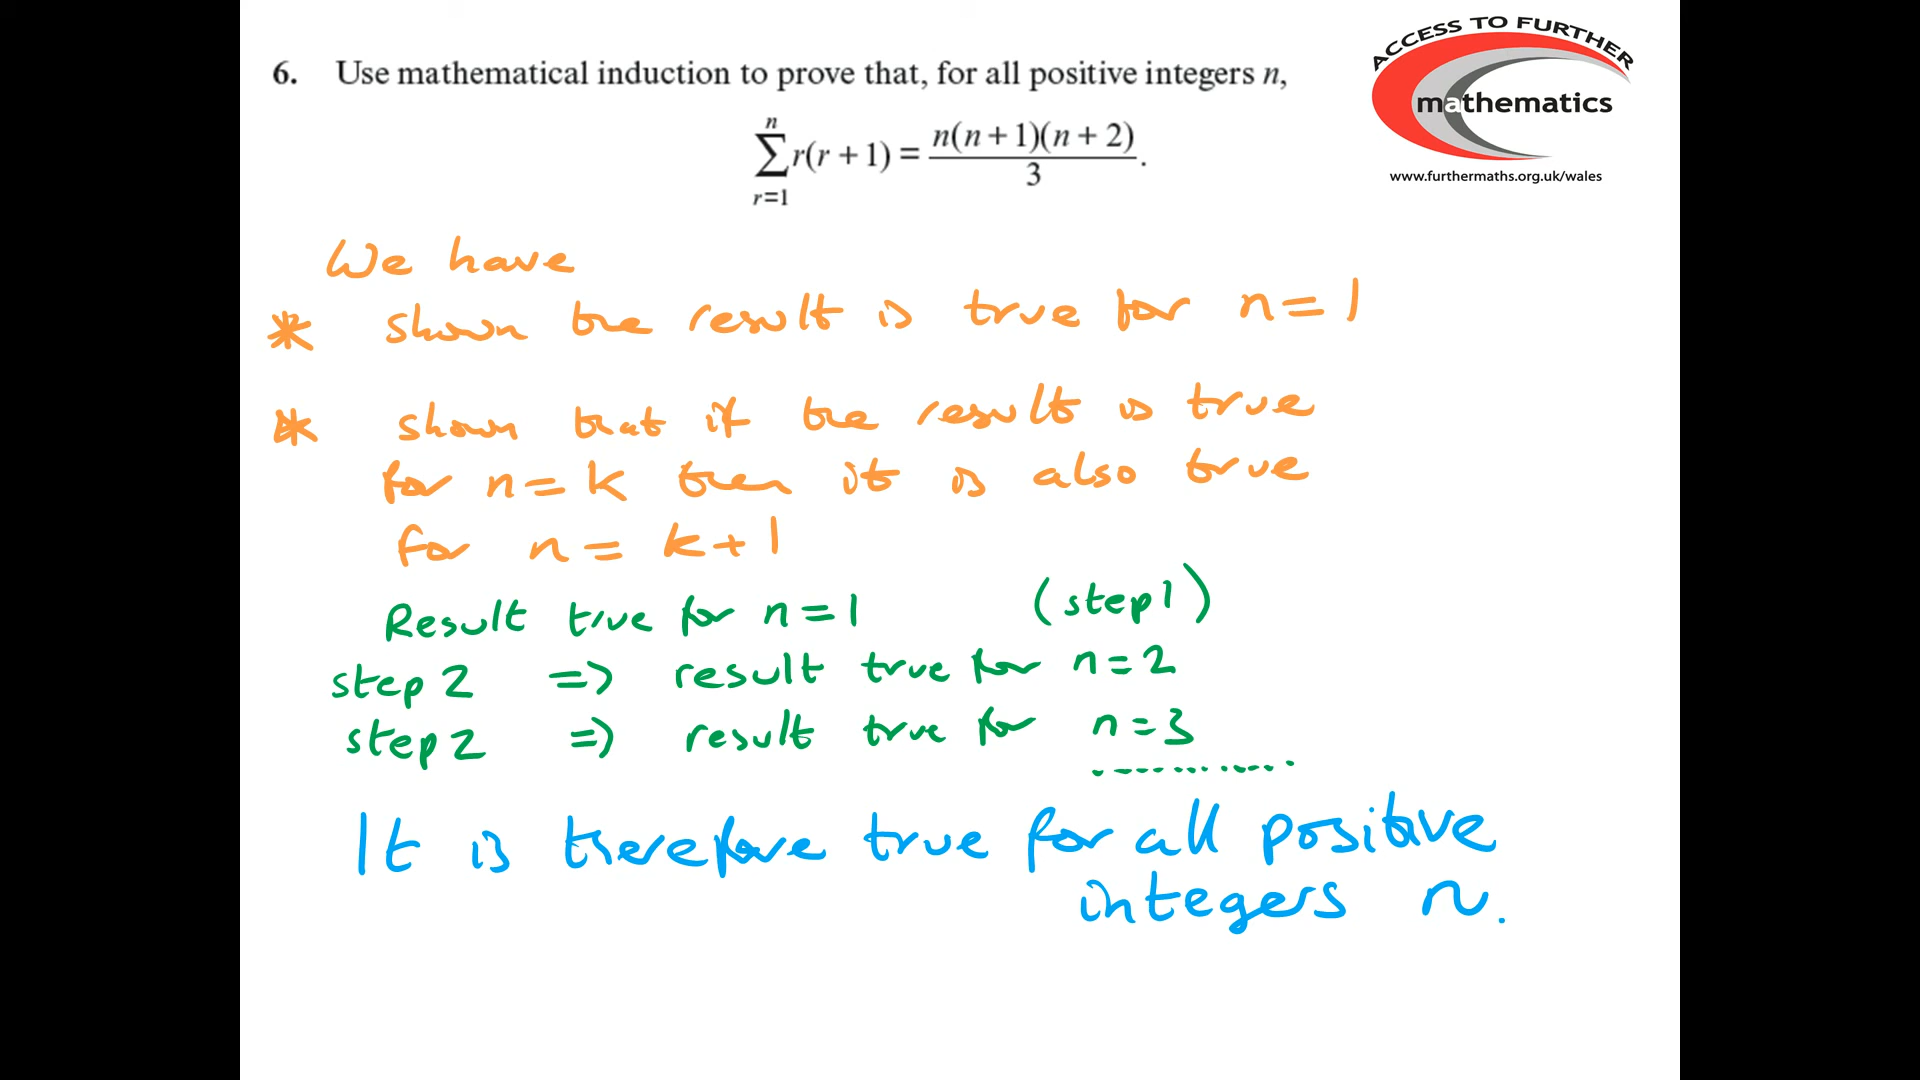 6. Use mathematical induction to prove that, for all positive integers n,
n
∑ r(r + 1) = n(n + 1)(n + 2) / 3 .
r=1
ACCESS TO FURTHER
mathematics
www.furthermaths.org.uk/wales
We have
* shown the result is true for n = 1
* shown that if the result is true
for n = k then it is also true
for n = k + 1
Result true for n = 1 (step 1)
step 2 => result true for n = 2
step 2 => result true for n = 3
............
It is therefore true for all positive
integers n.